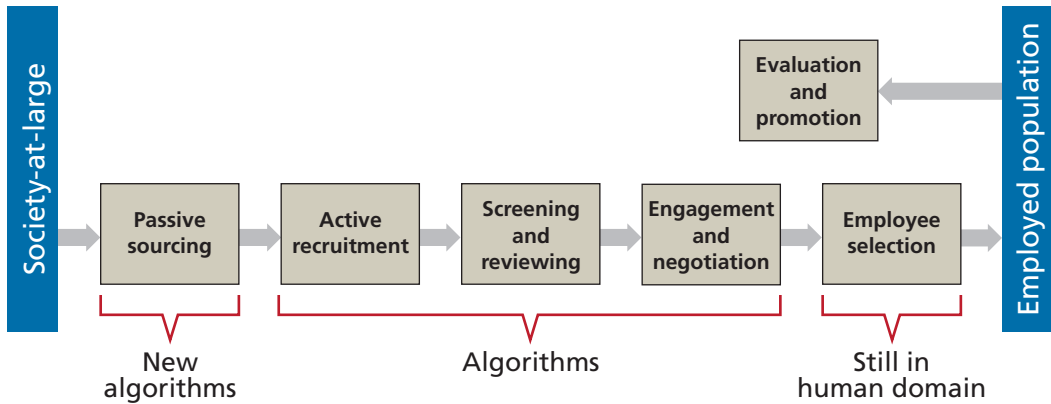 Society-at-large
Evaluation
and
promotion
Employed population
Passive
sourcing
Active
recruitment
Screening
and
reviewing
Engagement
and
negotiation
Employee
selection
New
algorithms
Algorithms
Still in
human domain